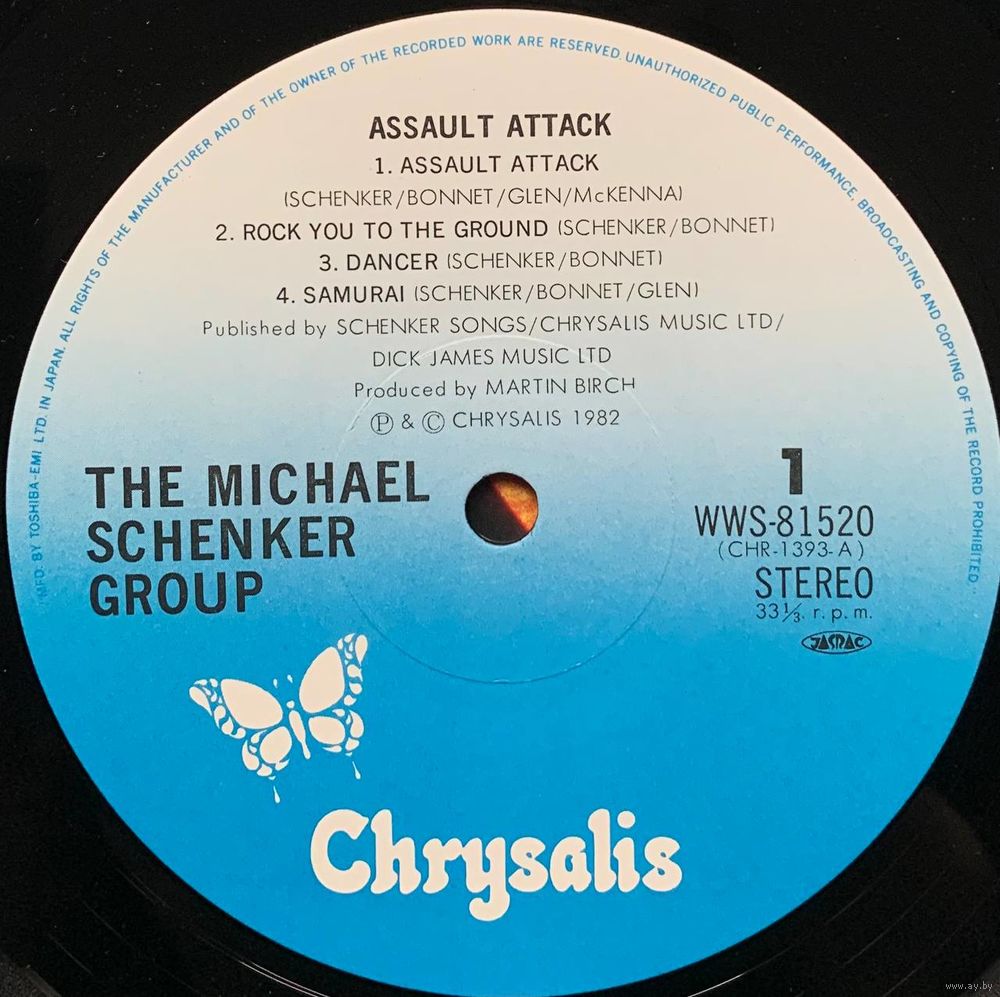 MFD. BY TOSHIBA-EMI LTD. IN JAPAN. ALL RIGHTS OF THE MANUFACTURER AND OF THE OWNER OF THE RECORDED WORK ARE RESERVED. UNAUTHORIZED PUBLIC PERFORMANCE, BROADCASTING AND COPYING OF THE RECORD PROHIBITED.
ASSAULT ATTACK
1. ASSAULT ATTACK
(SCHENKER/BONNET/GLEN/McKENNA)
2. ROCK YOU TO THE GROUND (SCHENKER/BONNET)
3. DANCER (SCHENKER/BONNET)
4. SAMURAI (SCHENKER/BONNET/GLEN)
Published by SCHENKER SONGS/CHRYSALIS MUSIC LTD/
DICK JAMES MUSIC LTD
Produced by MARTIN BIRCH
Ⓟ & Ⓒ CHRYSALIS 1982
THE MICHAEL
SCHENKER
GROUP
1
WWS-81520
(CHR-1393-A)
STEREO
33⅓ r.p.m.
JASRAC
Chrysalis
www.ay.by